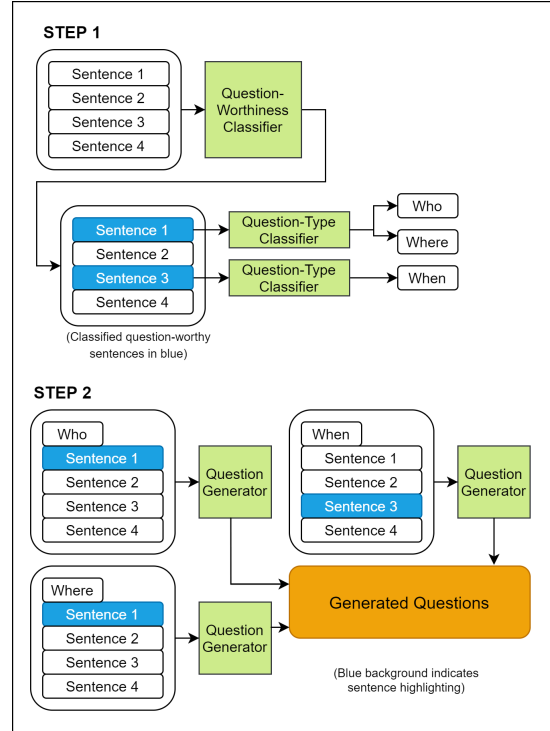 STEP 1
Sentence 1
Sentence 2
Sentence 3
Sentence 4
Question-
Worthiness
Classifier
Sentence 1
Sentence 2
Sentence 3
Sentence 4
(Classified question-worthy
sentences in blue)
Question-Type
Classifier
Question-Type
Classifier
Who
Where
When
STEP 2
Who
Sentence 1
Sentence 2
Sentence 3
Sentence 4
Question
Generator
When
Sentence 1
Sentence 2
Sentence 3
Sentence 4
Question
Generator
Where
Sentence 1
Sentence 2
Sentence 3
Sentence 4
Question
Generator
Generated Questions
(Blue background indicates
sentence highlighting)